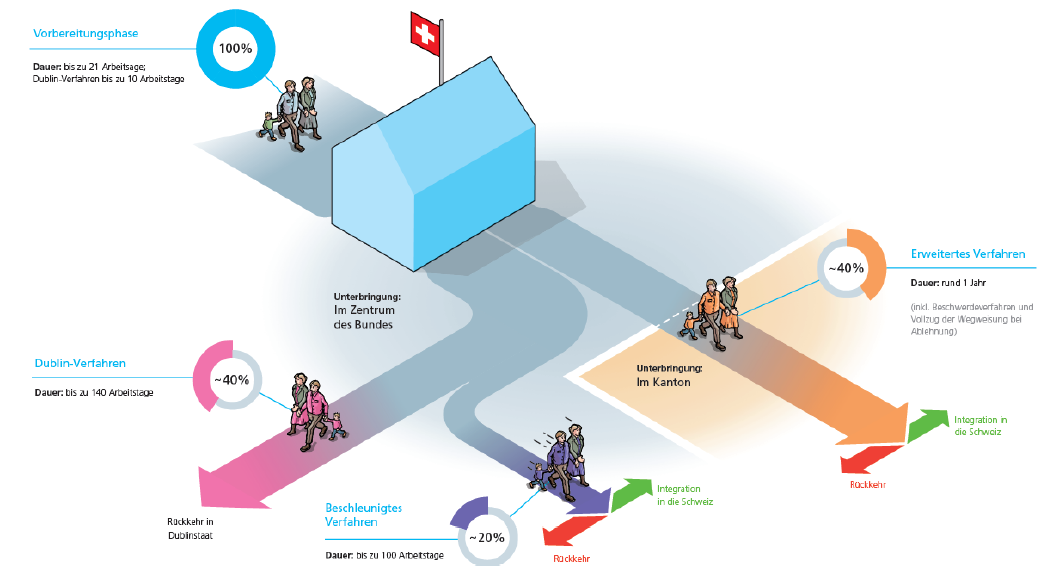 Vorbereitungsphase
100%
Dauer: bis zu 21 Arbeitsage;
Dublin-Verfahren bis zu 10 Arbeitstage
Unterbringung:
Im Zentrum
des Bundes
~40%
Erweitertes Verfahren
Dauer: rund 1 Jahr
(inkl. Beschwerdeverfahren und
Vollzug der Wegweisung bei
Ablehnung)
Dublin-Verfahren
~40%
Dauer: bis zu 140 Arbeitstage
Unterbringung:
Im Kanton
Integration in
die Schweiz
Rückkehr
Rückkehr in
Dublinstaat
Beschleunigtes
Verfahren
~20%
Dauer: bis zu 100 Arbeitstage
Integration
in die Schweiz
Rückkehr